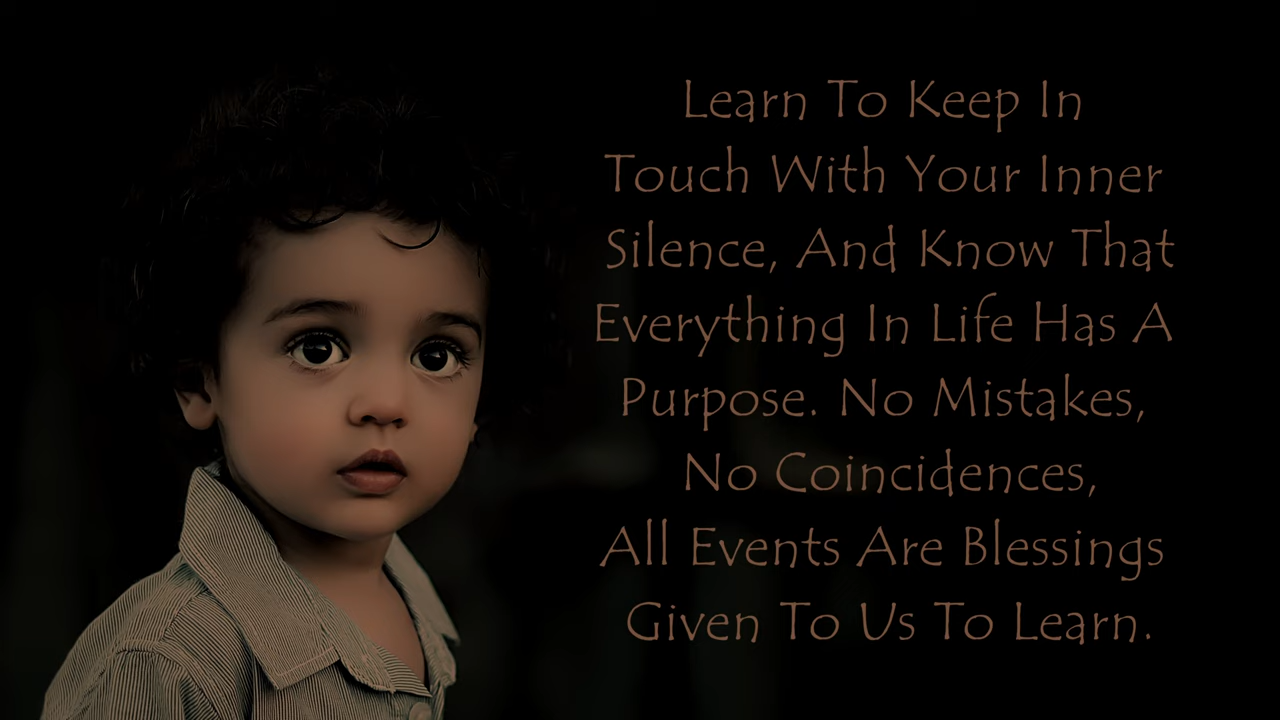 Learn To Keep In
Touch With Your Inner
Silence, And Know That
Everything In Life Has A
Purpose. No Mistakes,
No Coincidences,
All Events Are Blessings
Given To Us To Learn.